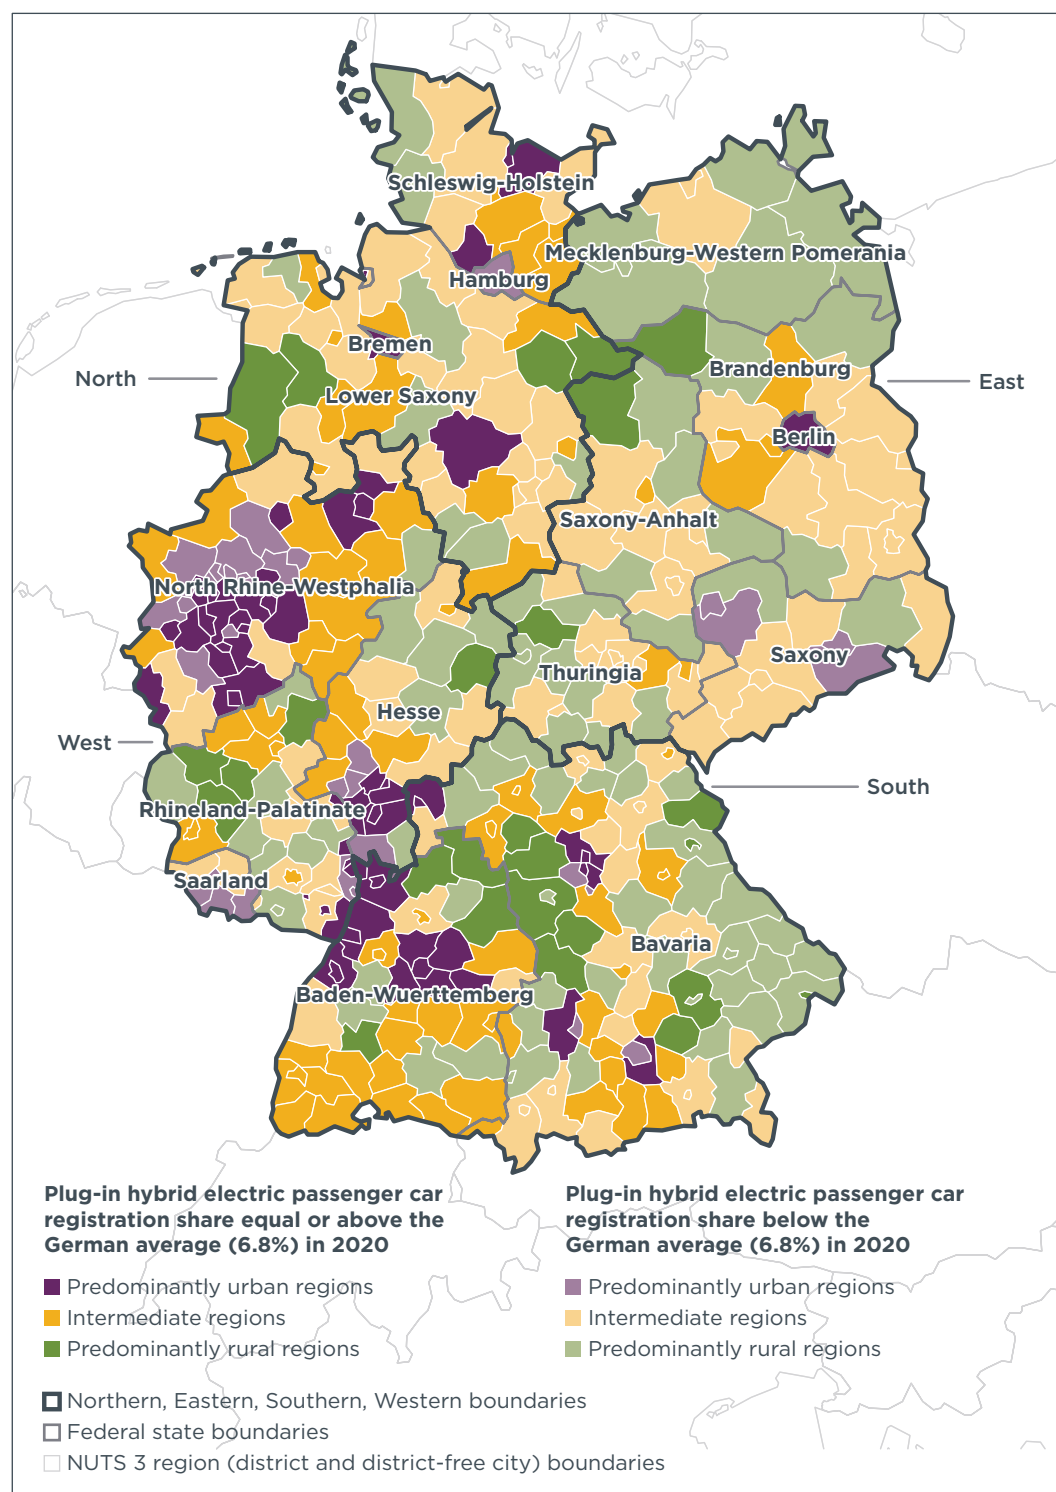 Schleswig-Holstein
Mecklenburg-Western Pomerania
Hamburg
Bremen
North
Brandenburg
East
Lower Saxony
Berlin
Saxony-Anhalt
North Rhine-Westphalia
Saxony
Thuringia
Hesse
West
South
Rhineland-Palatinate
Saarland
Bavaria
Baden-Wuerttemberg
Plug-in hybrid electric passenger car
registration share equal or above the
German average (6.8%) in 2020
Predominantly urban regions
Intermediate regions
Predominantly rural regions
Plug-in hybrid electric passenger car
registration share below the
German average (6.8%) in 2020
Predominantly urban regions
Intermediate regions
Predominantly rural regions
Northern, Eastern, Southern, Western boundaries
Federal state boundaries
NUTS 3 region (district and district-free city) boundaries